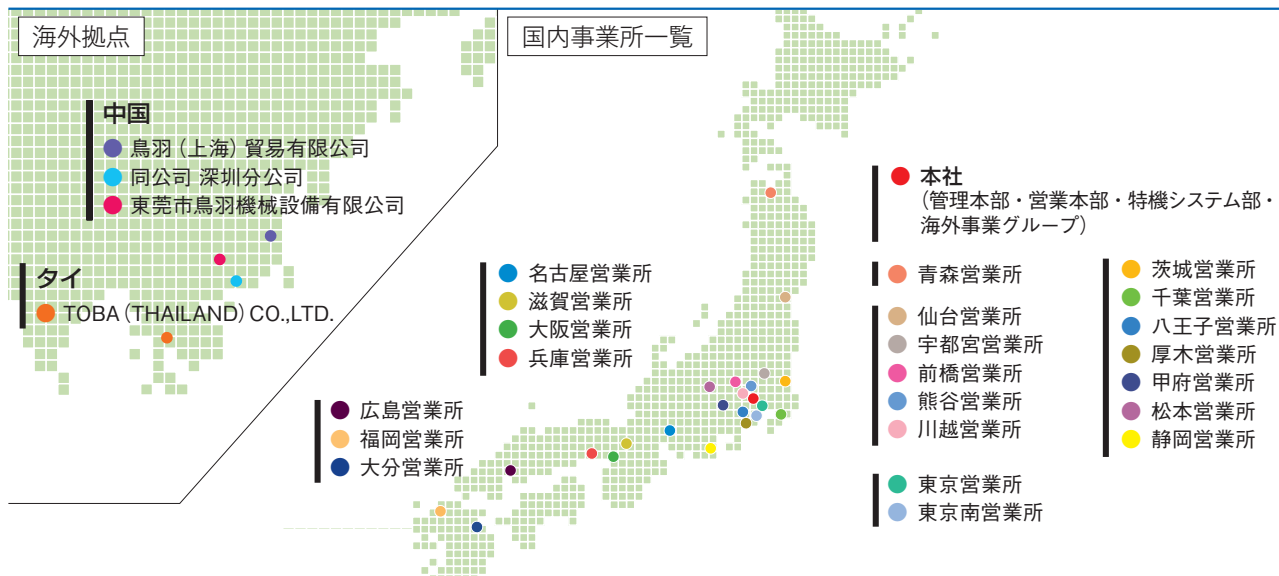 海外拠点
中国
鳥羽（上海）貿易有限公司
同公司 深圳分公司
東莞市鳥羽機械設備有限公司
タイ
TOBA（THAILAND）CO.,LTD.
国内事業所一覧
本社
（管理本部・営業本部・特機システム部・
海外事業グループ）
青森営業所
仙台営業所
宇都宮営業所
前橋営業所
熊谷営業所
川越営業所
東京営業所
東京南営業所
茨城営業所
千葉営業所
八王子営業所
厚木営業所
甲府営業所
松本営業所
静岡営業所
名古屋営業所
滋賀営業所
大阪営業所
兵庫営業所
広島営業所
福岡営業所
大分営業所